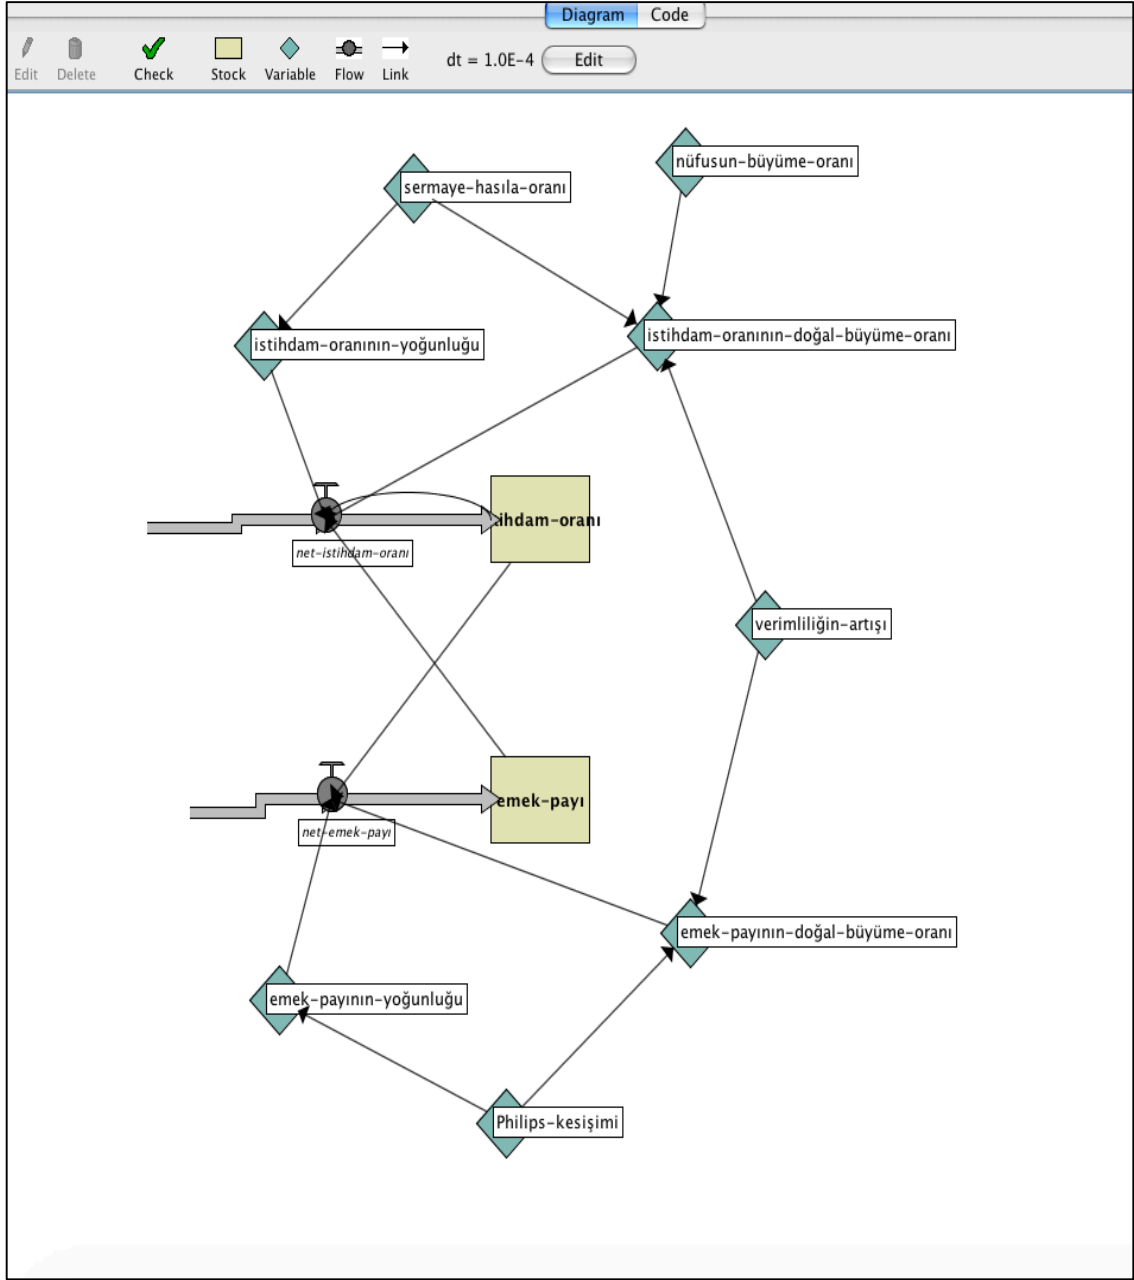 Diagram Code
Edit Delete Check Stock Variable Flow Link dt = 1.0E-4 Edit
nüfusun-büyüme-oranı
sermaye-hasıla-oranı
istihdam-oranının-doğal-büyüme-oranı
istihdam-oranının-yoğunluğu
ihdam-oranı
net-istihdam-oranı
verimliliğin-artışı
emek-payı
net-emek-payı
emek-payının-doğal-büyüme-oranı
emek-payının-yoğunluğu
Philips-kesişimi